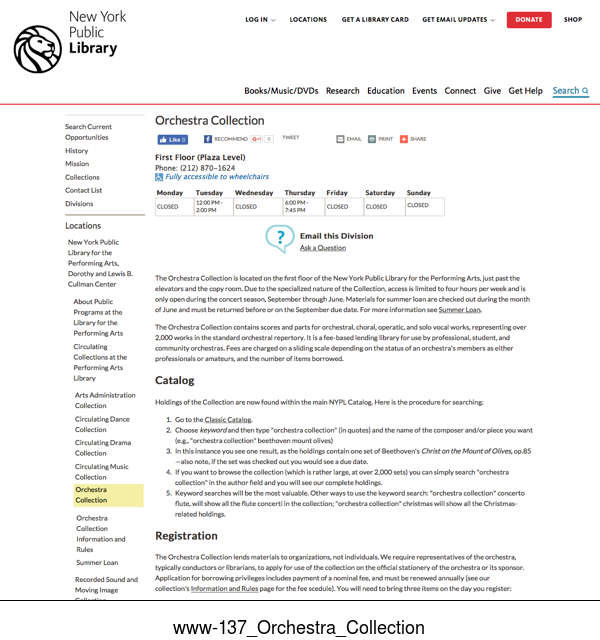 New York
Public
Library
LOG IN
LOCATIONS
GET A LIBRARY CARD
GET EMAIL UPDATES
DONATE
SHOP
Books/Music/DVDs Research Education Events Connect Give Get Help Search
Search Current
Opportunities
History
Mission
Collections
Contact List
Divisions
Locations
New York Public
Library for the
Performing Arts,
Dorothy and Lewis B.
Cullman Center
About Public
Programs at the
Library for the
Performing Arts
Circulating
Collections at the
Performing Arts
Library
Arts Administration
Collection
Circulating Dance
Collection
Circulating Drama
Collection
Circulating Music
Collection
Orchestra
Collection
Orchestra
Collection
Information and
Rules
Summer Loan
Recorded Sound and
Moving Image
Collection
Orchestra Collection
Like 0
RECOMMEND
G+1 0
TWEET
EMAIL
PRINT
SHARE
First Floor (Plaza Level)
Phone: (212) 870-1624
Fully accessible to wheelchairs
Monday Tuesday Wednesday Thursday Friday Saturday Sunday
CLOSED 12:00 PM - 2:00 PM CLOSED 6:00 PM - 7:45 PM CLOSED CLOSED CLOSED
?
Email this Division
Ask a Question
The Orchestra Collection is located on the first floor of the New York Public Library for the Performing Arts, just past the
elevators and the copy room. Due to the specialized nature of the Collection, access is limited to four hours per week and is
only open during the concert season, September through June. Materials for summer loan are checked out during the month
of June and must be returned before or on the September due date. For more information see Summer Loan.
The Orchestra Collection contains scores and parts for orchestral, choral, operatic, and solo vocal works, representing over
2,000 works in the standard orchestral repertory. It is a fee-based lending library for use by professional, student, and
community orchestras. Fees are charged on a sliding scale depending on the status of an orchestra's members as either
professionals or amateurs, and the number of items borrowed.
Catalog
Holdings of the Collection are now found within the main NYPL Catalog. Here is the procedure for searching:
1. Go to the Classic Catalog.
2. Choose keyword and then type "orchestra collection" (in quotes) and the name of the composer and/or piece you want
(e.g., "orchestra collection" beethoven mount olives)
3. In this instance you see one result, as the holdings contain one set of Beethoven's Christ on the Mount of Olives, op.85
—also note, if the set was checked out you would see a due date.
4. If you want to browse the collection (which is rather large, at over 2,000 sets) you can simply search "orchestra
collection" in the author field and you will see our complete holdings.
5. Keyword searches will be the most valuable. Other ways to use the keyword search: "orchestra collection" concerto
flute, will show all the flute concerti in the collection; "orchestra collection" christmas will show all the Christmas-
related holdings.
Registration
The Orchestra Collection lends materials to organizations, not individuals. We require representatives of the orchestra,
typically conductors or librarians, to apply for use of the collection on the official stationery of the orchestra or its sponsor.
Application for borrowing privileges includes payment of a nominal fee, and must be renewed annually (see our
collection's Information and Rules page for the fee scedule). You will need to bring three items on the day you register:
www-137_Orchestra_Collection